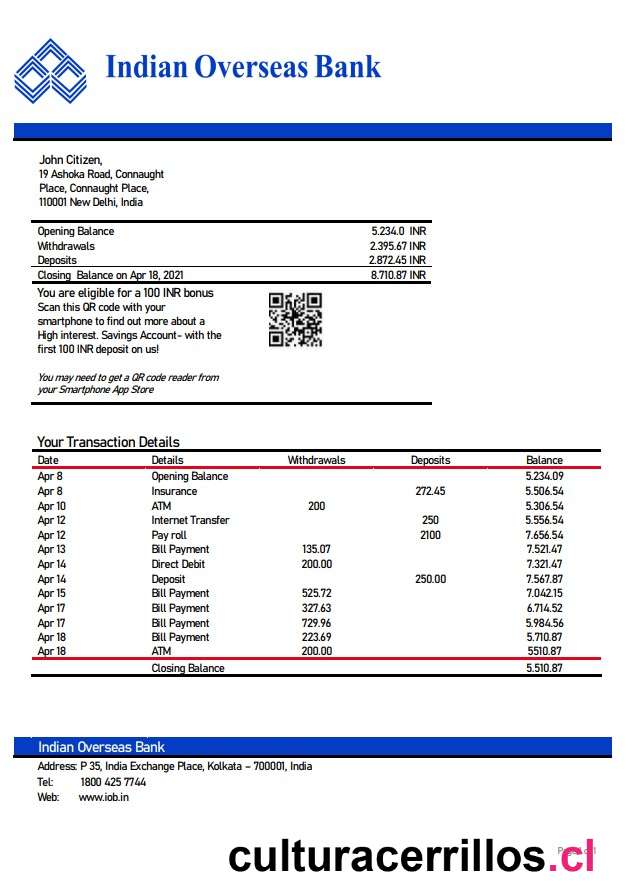 Indian Overseas Bank
John Citizen,
19 Ashoka Road, Connaught
Place, Connaught Place,
110001 New Delhi, India
Opening Balance 5.234.0 INR
Withdrawals 2.395.67 INR
Deposits 2.872.45 INR
Closing Balance on Apr 18, 2021 8.710.87 INR
You are eligible for a 100 INR bonus
Scan this QR code with your
smartphone to find out more about a
High interest. Savings Account- with the
first 100 INR deposit on us!
You may need to get a QR code reader from
your Smartphone App Store
Your Transaction Details
Date Details Withdrawals Deposits Balance
Apr 8 Opening Balance 5.234.09
Apr 8 Insurance 272.45 5.506.54
Apr 10 ATM 200 5.306.54
Apr 12 Internet Transfer 250 5.556.54
Apr 12 Pay roll 2100 7.656.54
Apr 13 Bill Payment 135.07 7.521.47
Apr 14 Direct Debit 200.00 7.321.47
Apr 14 Deposit 250.00 7.567.87
Apr 15 Bill Payment 525.72 7.042.15
Apr 17 Bill Payment 327.63 6.714.52
Apr 17 Bill Payment 729.96 5.984.56
Apr 18 Bill Payment 223.69 5.710.87
Apr 18 ATM 200.00 5510.87
Closing Balance 5.510.87
Indian Overseas Bank
Address: P 35, India Exchange Place, Kolkata – 700001, India
Tel: 1800 425 7744
Web: www.iob.in
culturacerrillos.cl